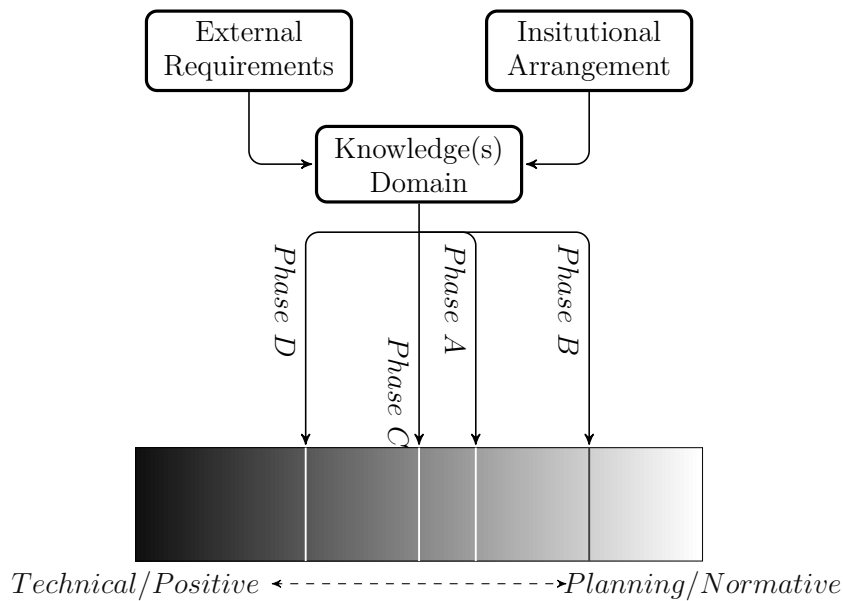 External
Requirements
Insitutional
Arrangement
Knowledge(s)
Domain
Phase D
Phase C
Phase A
Phase B
Technical/Positive
Planning/Normative